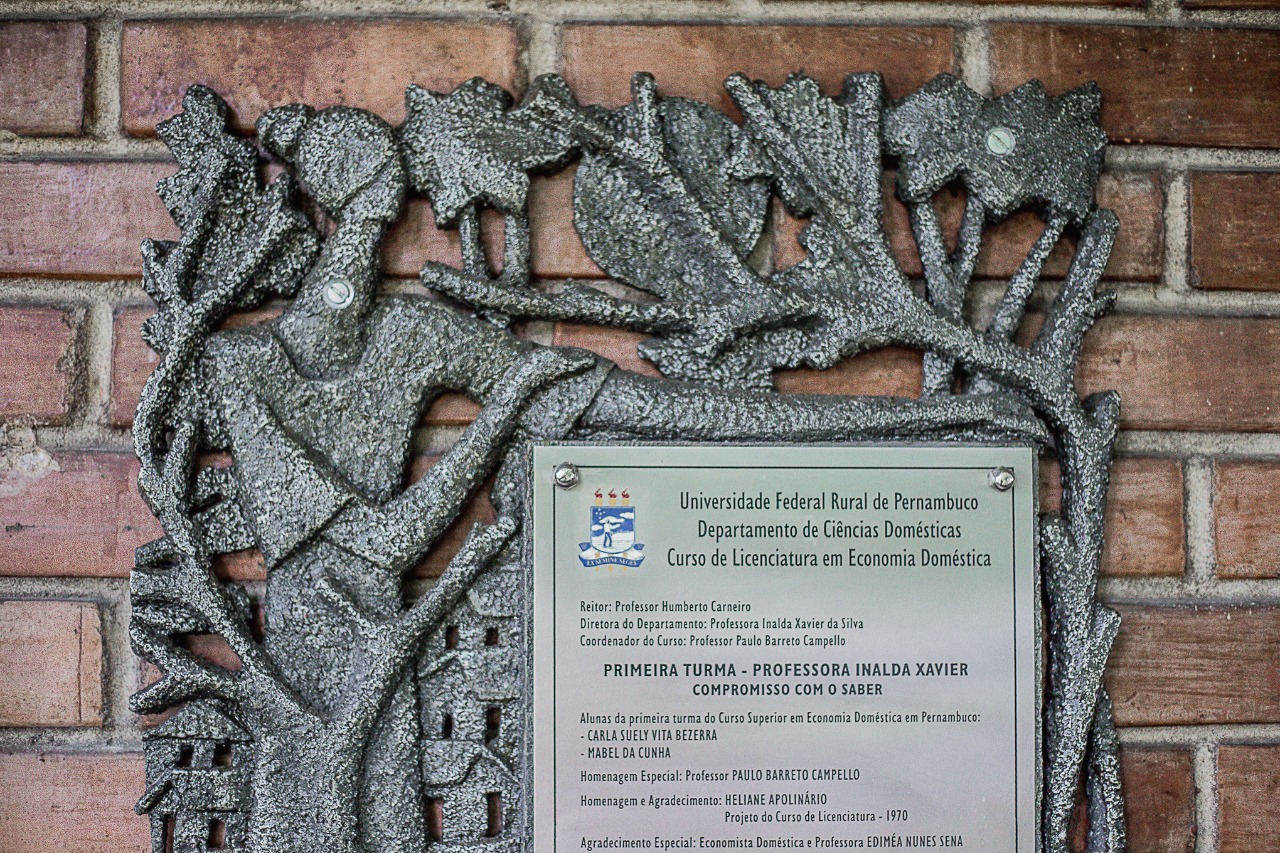 Universidade Federal Rural de Pernambuco
Departamento de Ciências Domésticas
Curso de Licenciatura em Economia Doméstica
Reitor: Professor Humberto Carneiro
Diretora do Departamento: Professora Inalda Xavier da Silva
Coordenador do Curso: Professor Paulo Barreto Campello
PRIMEIRA TURMA - PROFESSORA INALDA XAVIER
COMPROMISSO COM O SABER
Alunas da primeira turma do Curso Superior em Economia Doméstica em Pernambuco:
- CARLA SUELY VITA BEZERRA
- MABEL DA CUNHA
Homenagem Especial: Professor PAULO BARRETO CAMPELLO
Homenagem e Agradecimento: HELIANE APOLINÁRIO
Projeto do Curso de Licenciatura - 1970
Agradecimento Especial: Economista Doméstica e Professora EDIMÉA NUNES SENA